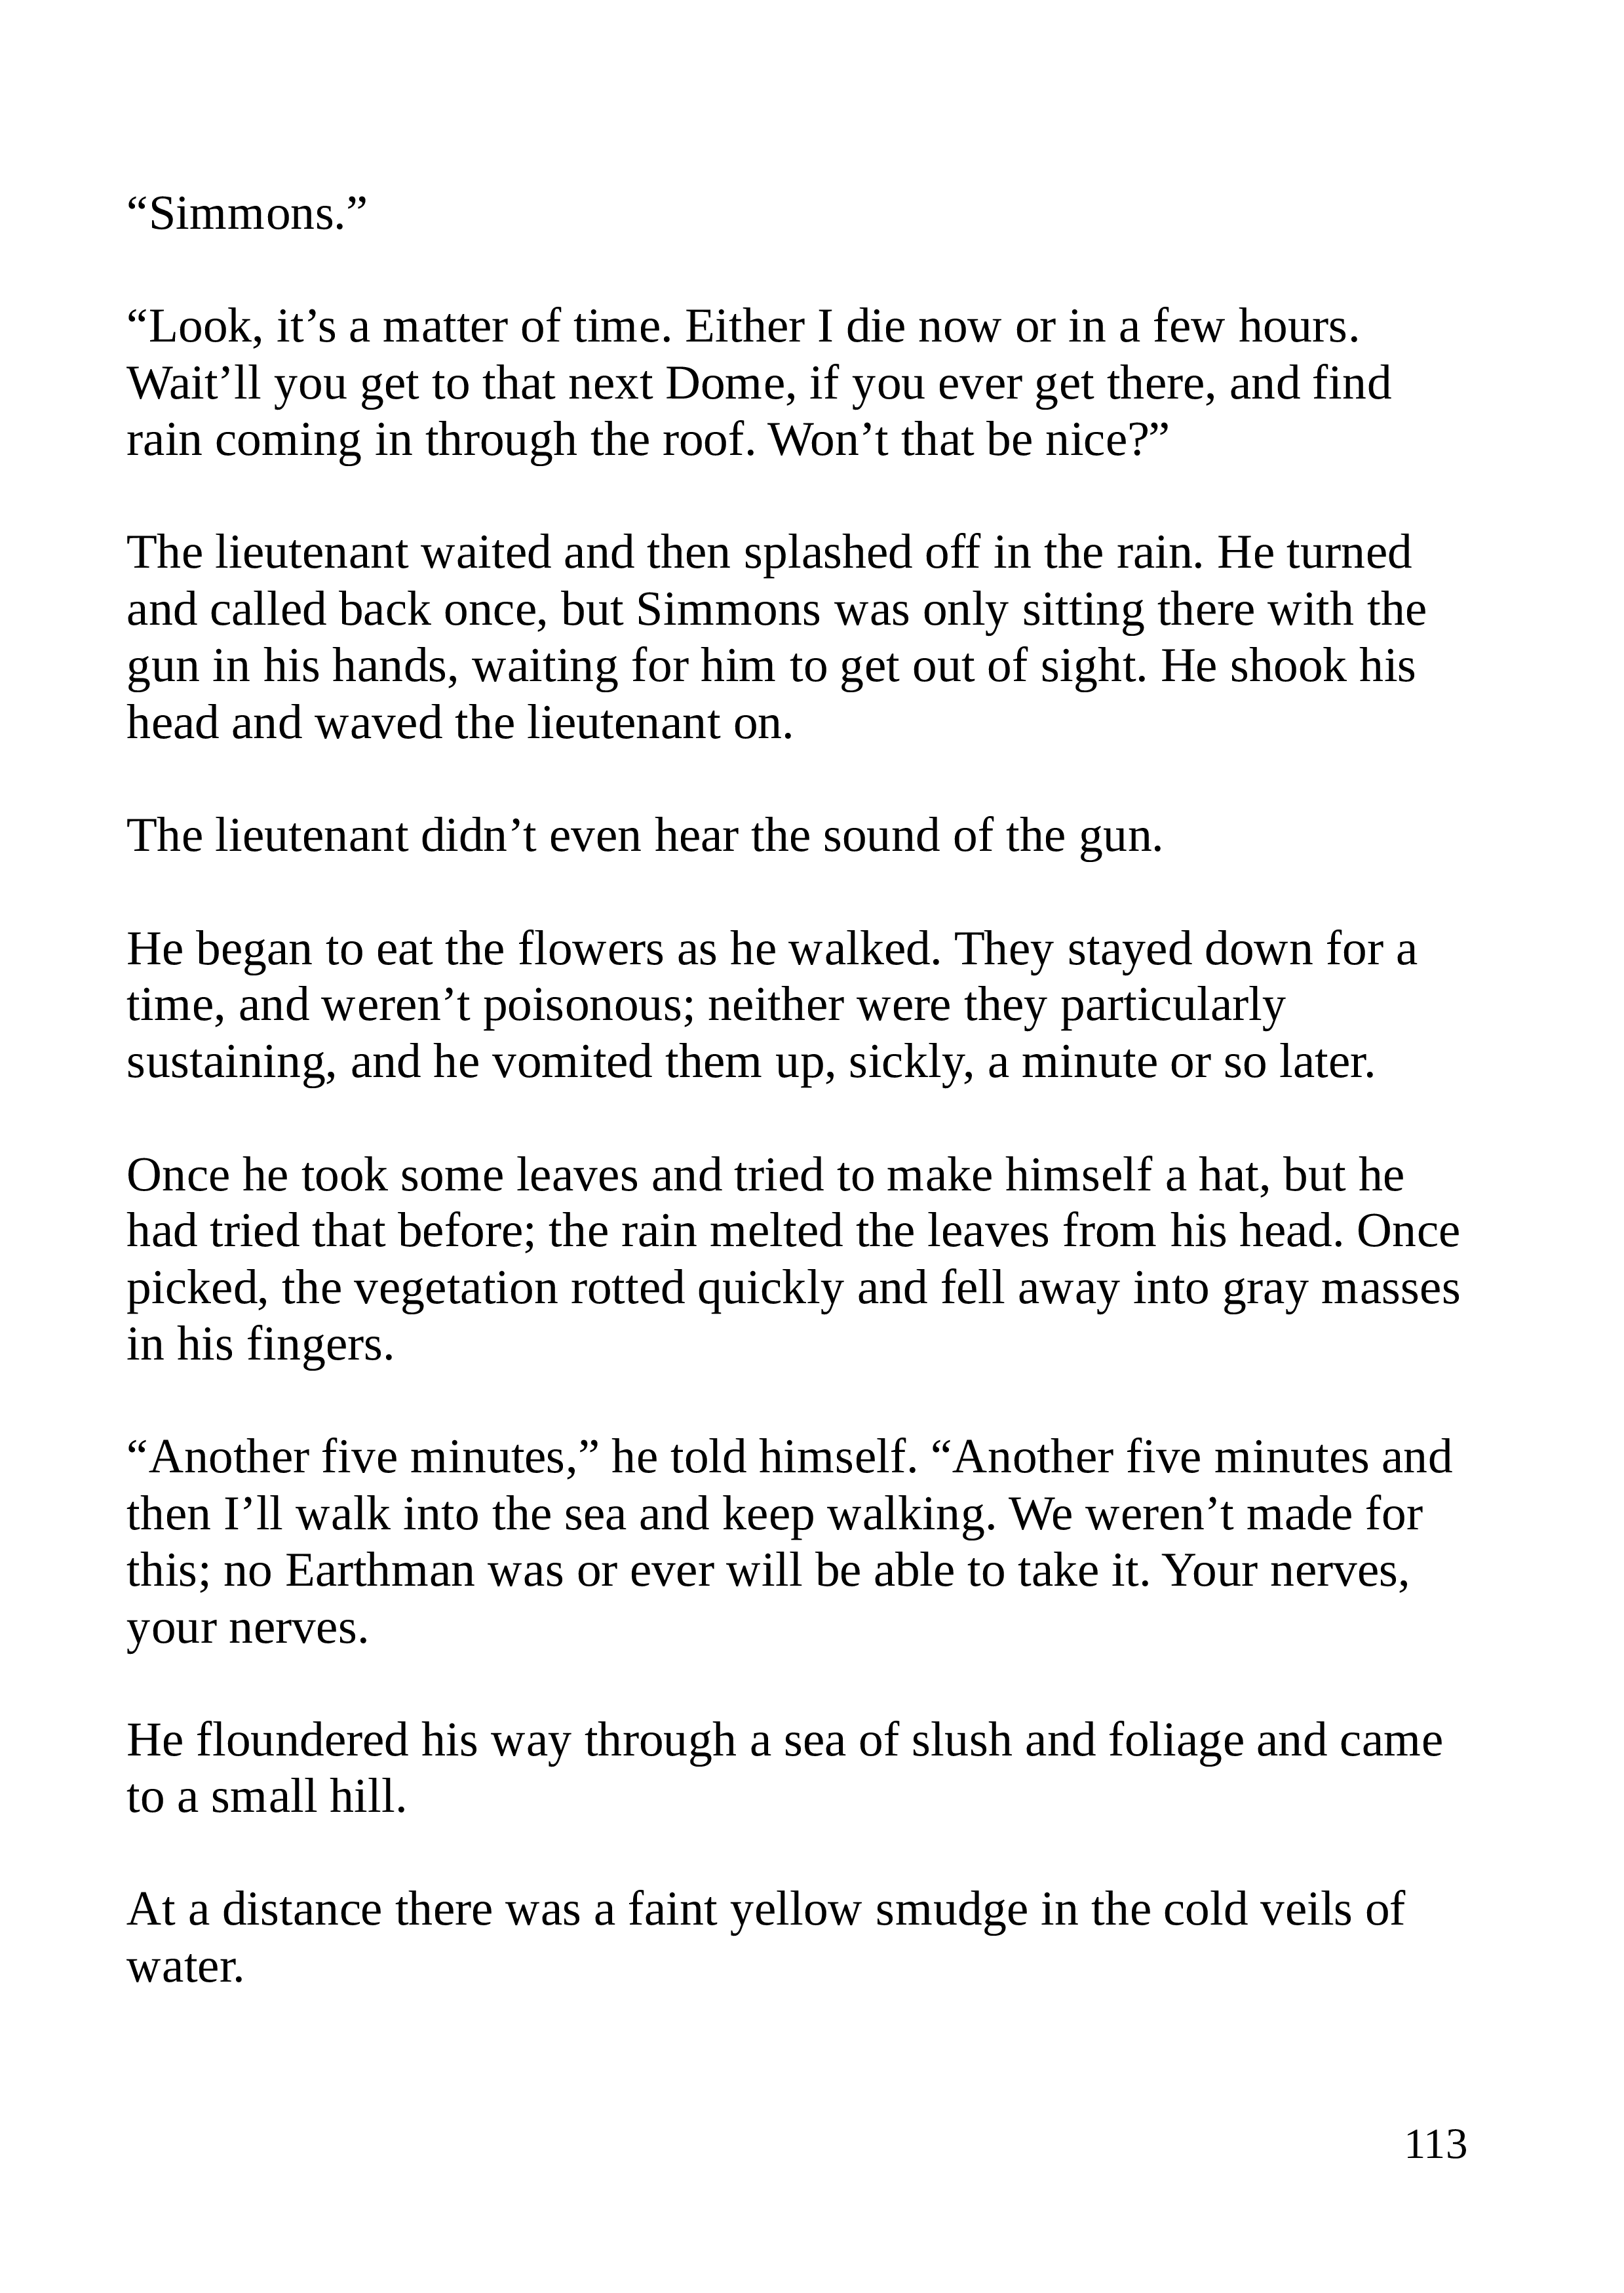 “Simmons.”
“Look, it’s a matter of time. Either I die now or in a few hours.
Wait’ll you get to that next Dome, if you ever get there, and find
rain coming in through the roof. Won’t that be nice?”
The lieutenant waited and then splashed off in the rain. He turned
and called back once, but Simmons was only sitting there with the
gun in his hands, waiting for him to get out of sight. He shook his
head and waved the lieutenant on.
The lieutenant didn’t even hear the sound of the gun.
He began to eat the flowers as he walked. They stayed down for a
time, and weren’t poisonous; neither were they particularly
sustaining, and he vomited them up, sickly, a minute or so later.
Once he took some leaves and tried to make himself a hat, but he
had tried that before; the rain melted the leaves from his head. Once
picked, the vegetation rotted quickly and fell away into gray masses
in his fingers.
“Another five minutes,” he told himself. “Another five minutes and
then I’ll walk into the sea and keep walking. We weren’t made for
this; no Earthman was or ever will be able to take it. Your nerves,
your nerves.
He floundered his way through a sea of slush and foliage and came
to a small hill.
At a distance there was a faint yellow smudge in the cold veils of
water.
113